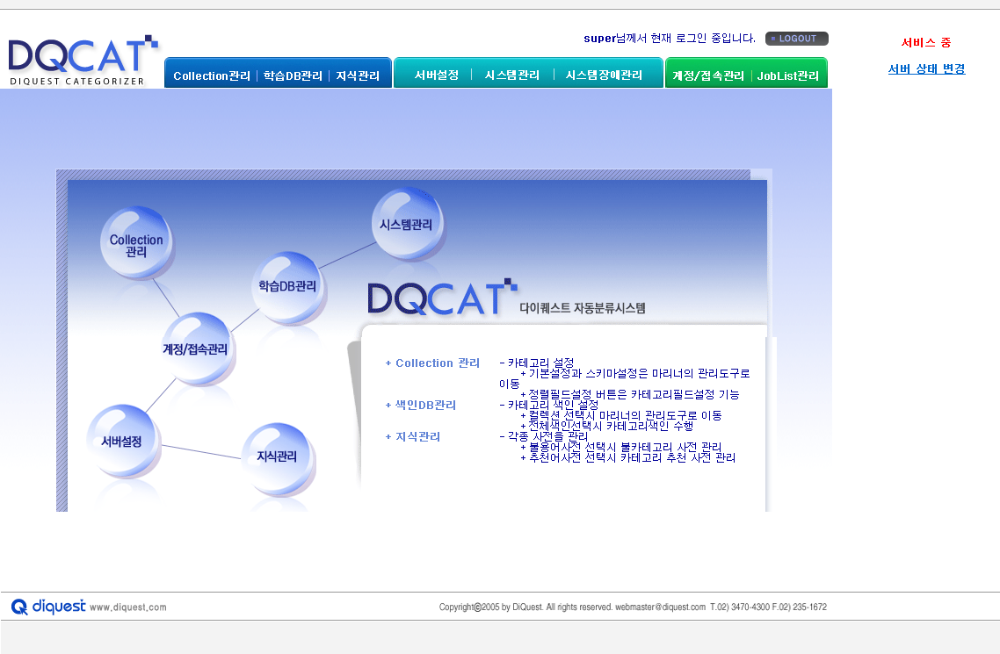 super님께서 현재 로그인 중입니다.
LOGOUT
서비스 중
서버 상태 변경
DQCAT
DIQUEST CATEGORIZER
Collection관리 | 학습DB관리 | 지식관리
서버설정 | 시스템관리 | 시스템장애관리
계정/접속관리 | JobList관리
시스템관리
Collection
관리
학습DB관리
DQCAT 다이퀘스트 자동분류시스템
계정/접속관리
서버설정
지식관리
+ Collection 관리
- 카테고리 설정
+ 기본설정과 스키마설정은 마리너의 관리도구로
이동
+ 정렬필드설정 버튼은 카테고리필드설정 기능
+ 색인DB관리
- 카테고리 색인 설정
+ 컬렉션 선택시 마리너의 관리도구로 이동
+ 전체색인선택시 카테고리색인 수행
+ 지식관리
- 각종 사전을 관리
+ 불용어사전 선택시 불카테고리 사전 관리
+ 추천어사전 선택시 카테고리 추천 사전 관리
diquest www.diquest.com
Copyrightⓒ2005 by DiQuest. All rights reserved. webmaster@diquest.com T.02) 3470-4300 F.02) 235-1672